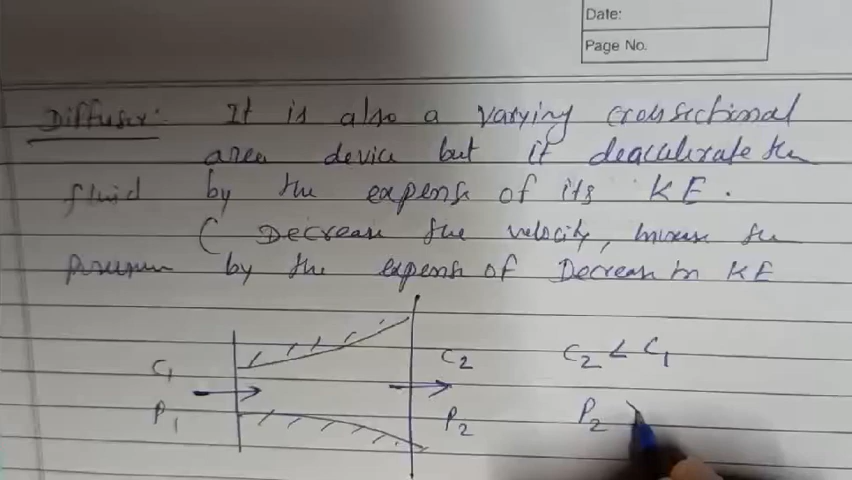 Date:
Page No.
Diffuser: It is also a varying crossectional
area device but it deaccelerate the
fluid by the expense of its KE.
( Decrease the velocity, increase the
pressure by the expense of Decrease in KE
C1 C2 C2 < C1
P1 P2 P2 >